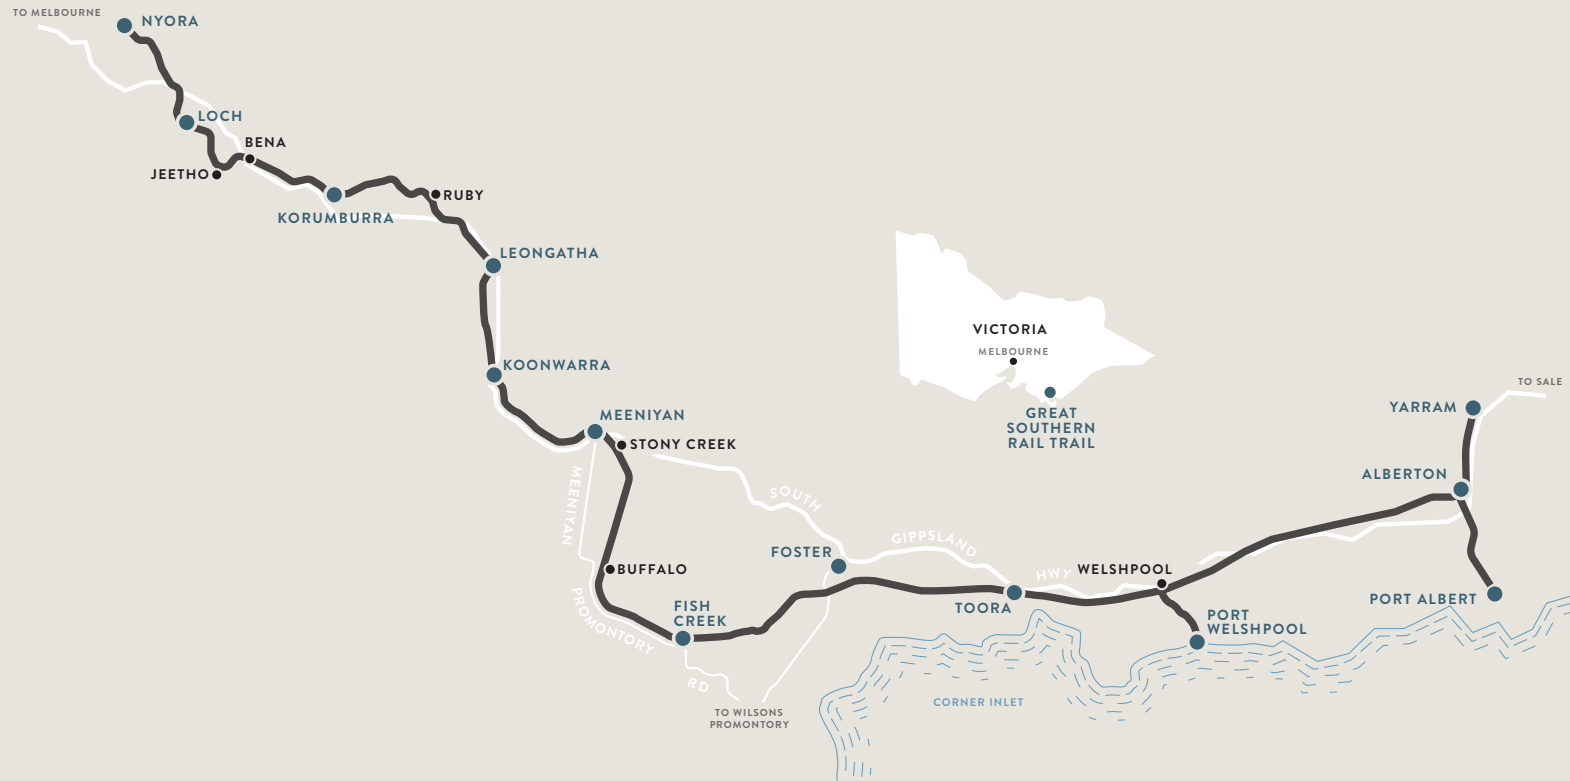 TO MELBOURNE
NYORA
LOCH
BENA
JEETHO
RUBY
KORUMBURRA
LEONGATHA
KOONWARRA
MEENIYAN
STONY CREEK
VICTORIA
MELBOURNE
GREAT
SOUTHERN
RAIL TRAIL
TO SALE
YARRAM
ALBERTON
MEENIYAN
PROMONTORY
RD
SOUTH
GIPPSLAND
HWY
FOSTER
BUFFALO
WELSHPOOL
FISH
CREEK
TOORA
PORT ALBERT
PORT
WELSHPOOL
CORNER INLET
TO WILSONS
PROMONTORY